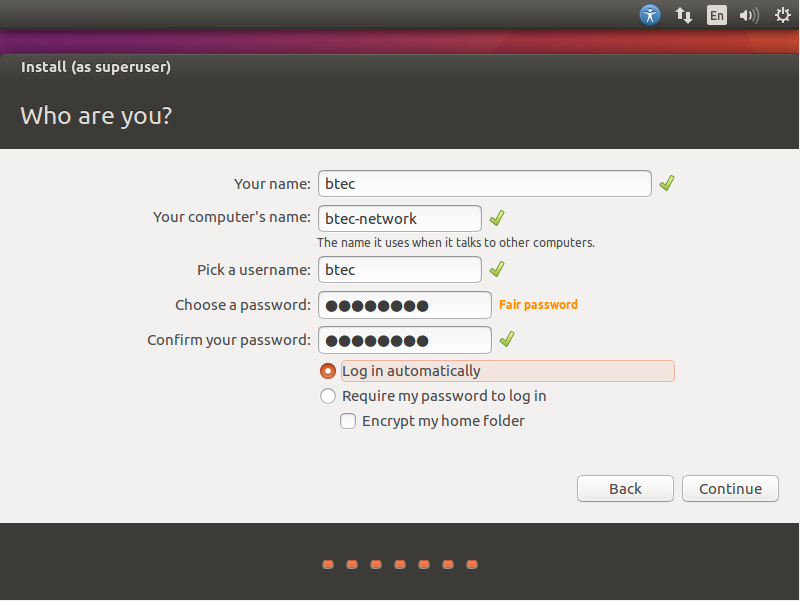 En
Install (as superuser)
Who are you?
Your name: btec
Your computer's name: btec-network
The name it uses when it talks to other computers.
Pick a username: btec
Choose a password: ●●●●●●●● Fair password
Confirm your password: ●●●●●●●●
Log in automatically
Require my password to log in
Encrypt my home folder
Back Continue